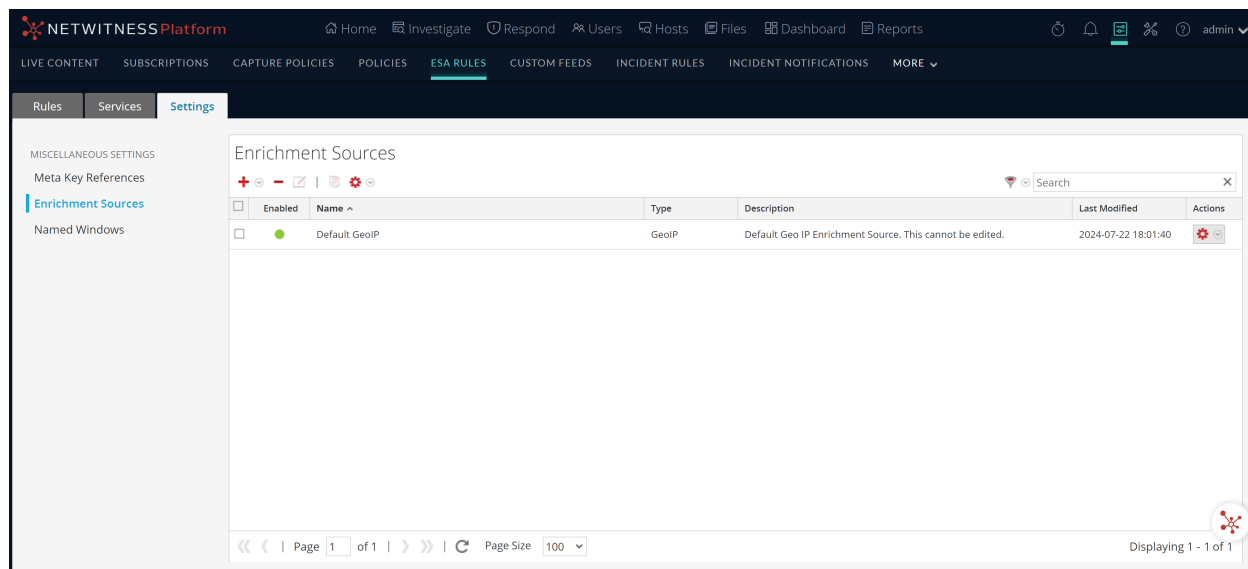 NETWITNESS Platform Home Investigate Respond Users Hosts Files Dashboard Reports admin
LIVE CONTENT SUBSCRIPTIONS CAPTURE POLICIES POLICIES ESA RULES CUSTOM FEEDS INCIDENT RULES INCIDENT NOTIFICATIONS MORE
Rules Services Settings
MISCELLANEOUS SETTINGS
Meta Key References
Enrichment Sources
Named Windows
Enrichment Sources
Search
Enabled Name Type Description Last Modified Actions
Default GeoIP GeoIP Default Geo IP Enrichment Source. This cannot be edited. 2024-07-22 18:01:40
Page 1 of 1 Page Size 100 Displaying 1 - 1 of 1